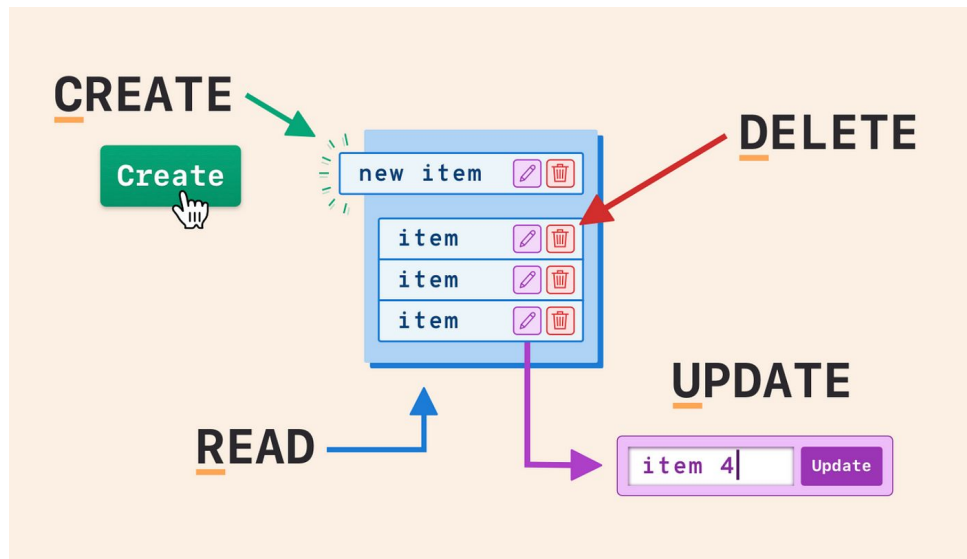 CREATE
Create
new item
item
item
item
DELETE
READ
UPDATE
item 4
Update